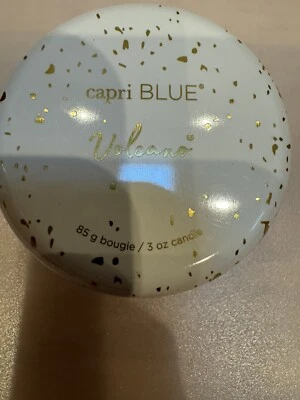 capri BLUE®
Volcano
85 g bougie / 3 oz candle